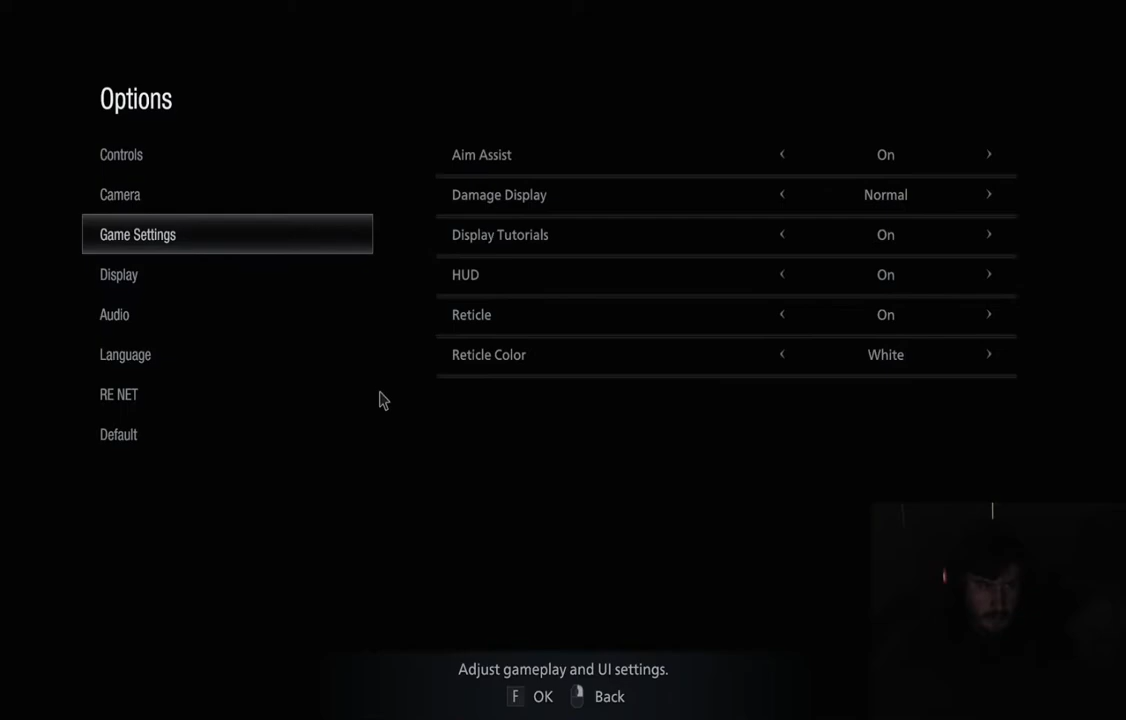 Options
Controls
Camera
Game Settings
Display
Audio
Language
RE NET
Default
Aim Assist ‹ On ›
Damage Display ‹ Normal ›
Display Tutorials ‹ On ›
HUD ‹ On ›
Reticle ‹ On ›
Reticle Color ‹ White ›
Adjust gameplay and UI settings.
F OK Back